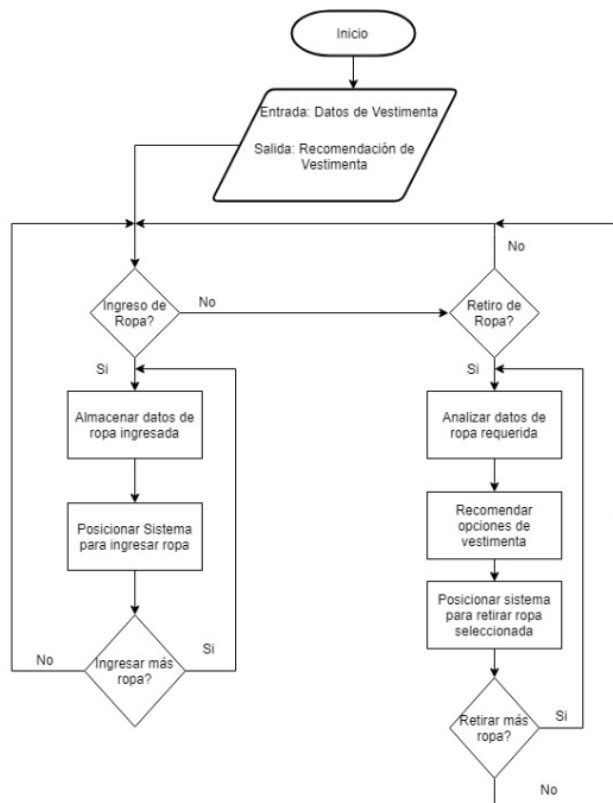 Inicio
Entrada: Datos de Vestimenta
Salida: Recomendación de
Vestimenta
No
Ingreso de
Ropa?
No
Retiro de
Ropa?
Si
Si
Almacenar datos de
ropa ingresada
Analizar datos de
ropa requerida
Posicionar Sistema
para ingresar ropa
Recomendar
opciones de
vestimenta
Posicionar sistema
para retirar ropa
seleccionada
No
Ingresar más
ropa?
Si
Retirar más
ropa?
Si
No